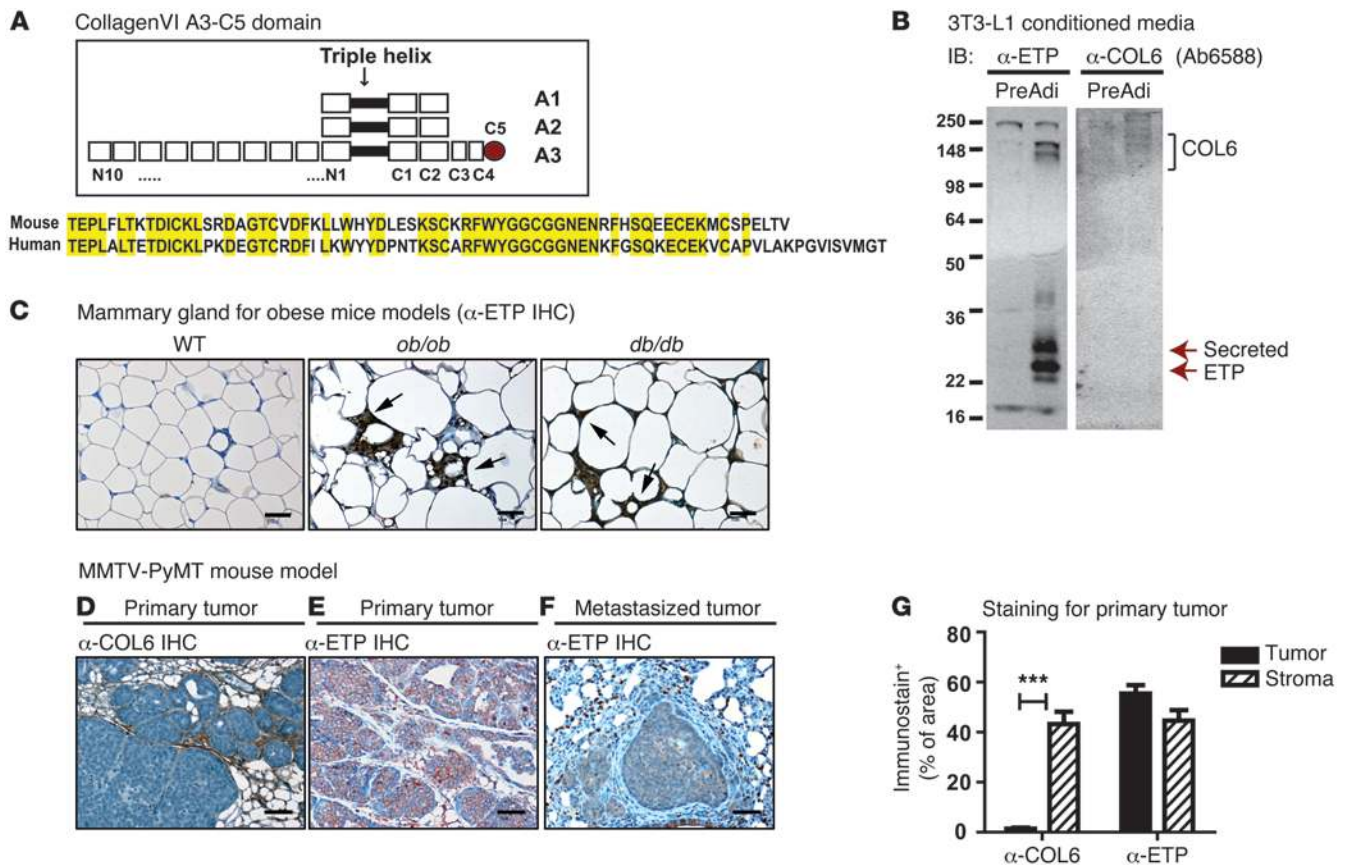 A CollagenVI A3-C5 domain
Triple helix
A1
A2
C5
A3
N10 ..... ....N1 C1 C2 C3 C4
Mouse TEPLFLTKTDICKLSRDAGTCVDFKLLWHYDLESKSCKRFWYGGCGGNENRFHSQEECEKMCSPELTV
Human TEPLALTETDICKLPKDEGTCRDFILKWYYDPNTKSCARFWYGGCGGNENKFGSQKECEKVCAPVLAKPGVISVMGT
B 3T3-L1 conditioned media
IB: α-ETP α-COL6 (Ab6588)
PreAdi PreAdi
250
148
98
64
50
36
22
16
COL6
Secreted
ETP
C Mammary gland for obese mice models (α-ETP IHC)
WT ob/ob db/db
MMTV-PyMT mouse model
D Primary tumor
α-COL6 IHC
E Primary tumor
α-ETP IHC
F Metastasized tumor
α-ETP IHC
G Staining for primary tumor
Immunostain⁺
(% of area)
80
60
40
20
0
***
Tumor
Stroma
α-COL6 α-ETP